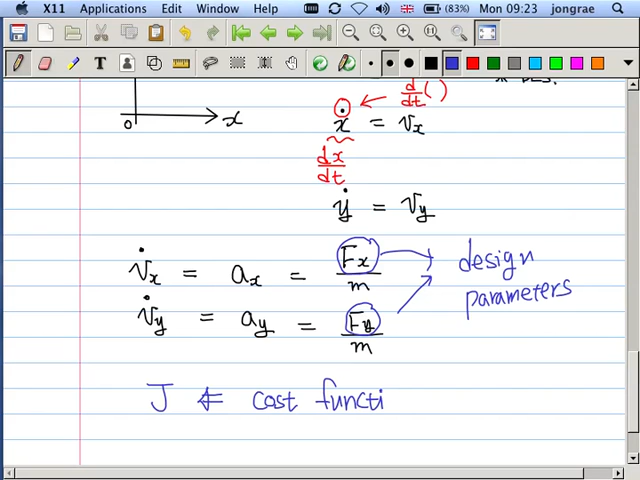 X11 Applications Edit Window Help (83%) Mon 09:23 jongrae
d/dt ( )
0 x ẋ = vx
dx/dt
ẏ = vy
v̇x = ax = Fx/m design
parameters
v̇y = ay = Fy/m
J ⇐ cost functi